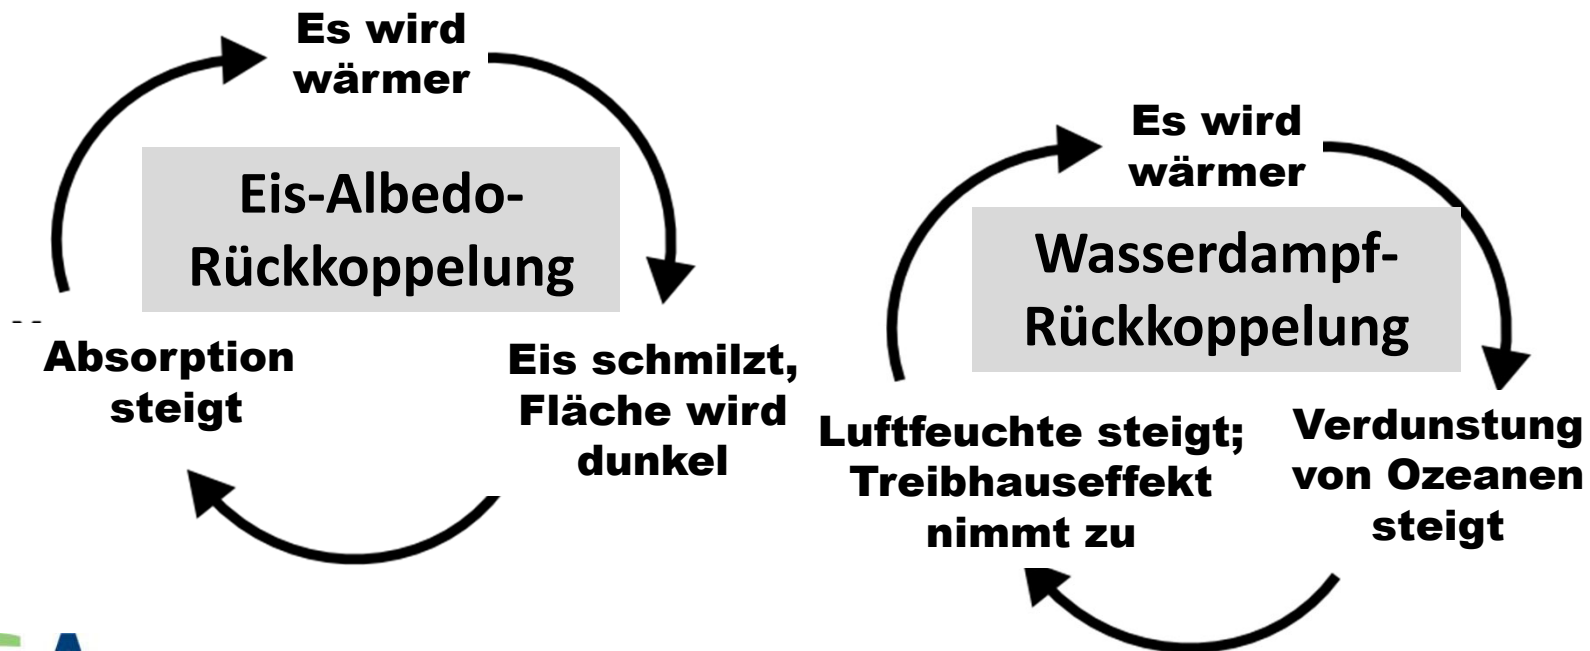 Es wird
wärmer
Eis-Albedo-
Rückkoppelung
Absorption
steigt
Eis schmilzt,
Fläche wird
dunkel
Es wird
wärmer
Wasserdampf-
Rückkoppelung
Luftfeuchte steigt;
Treibhauseffekt
nimmt zu
Verdunstung
von Ozeanen
steigt